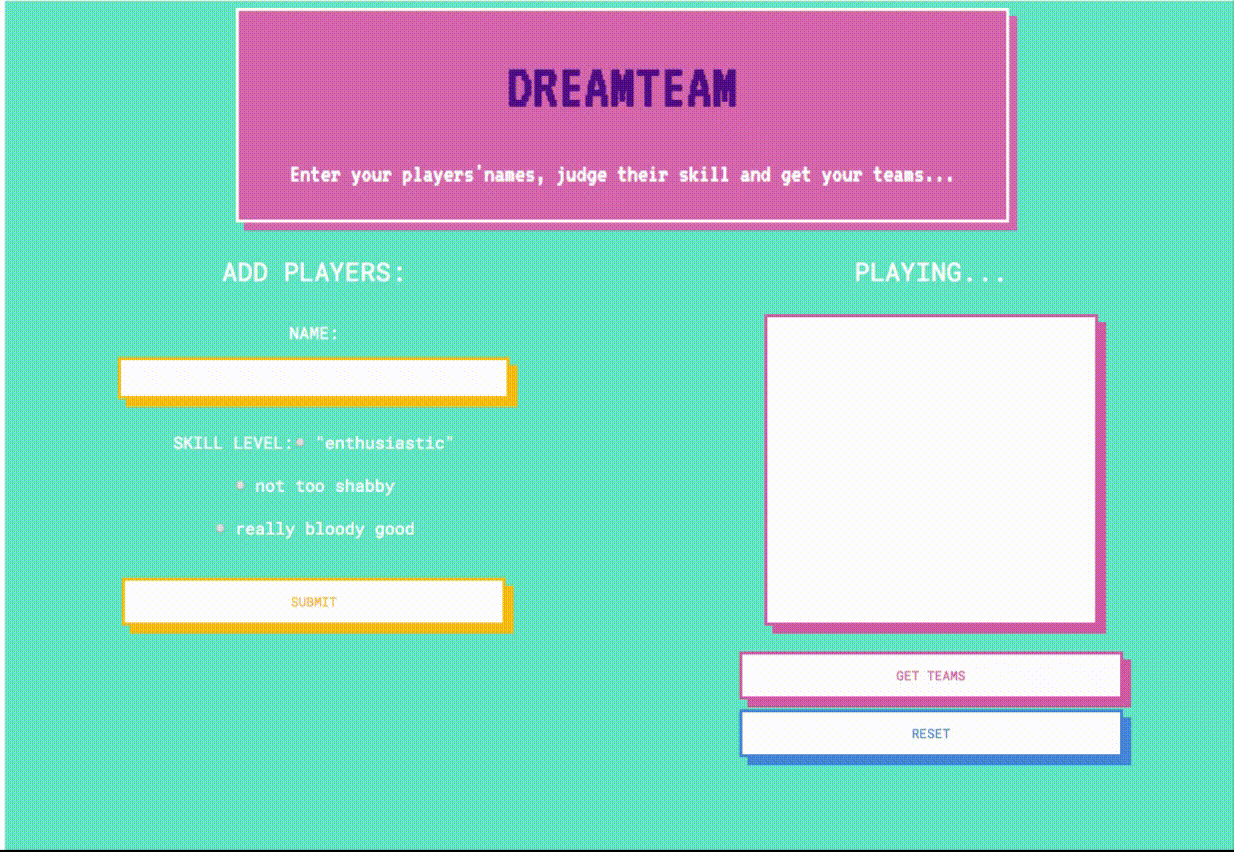 DREAMTEAM
Enter your players'names, judge their skill and get your teams...
ADD PLAYERS:
NAME:
SKILL LEVEL: "enthusiastic"
not too shabby
really bloody good
SUBMIT
PLAYING...
GET TEAMS
RESET